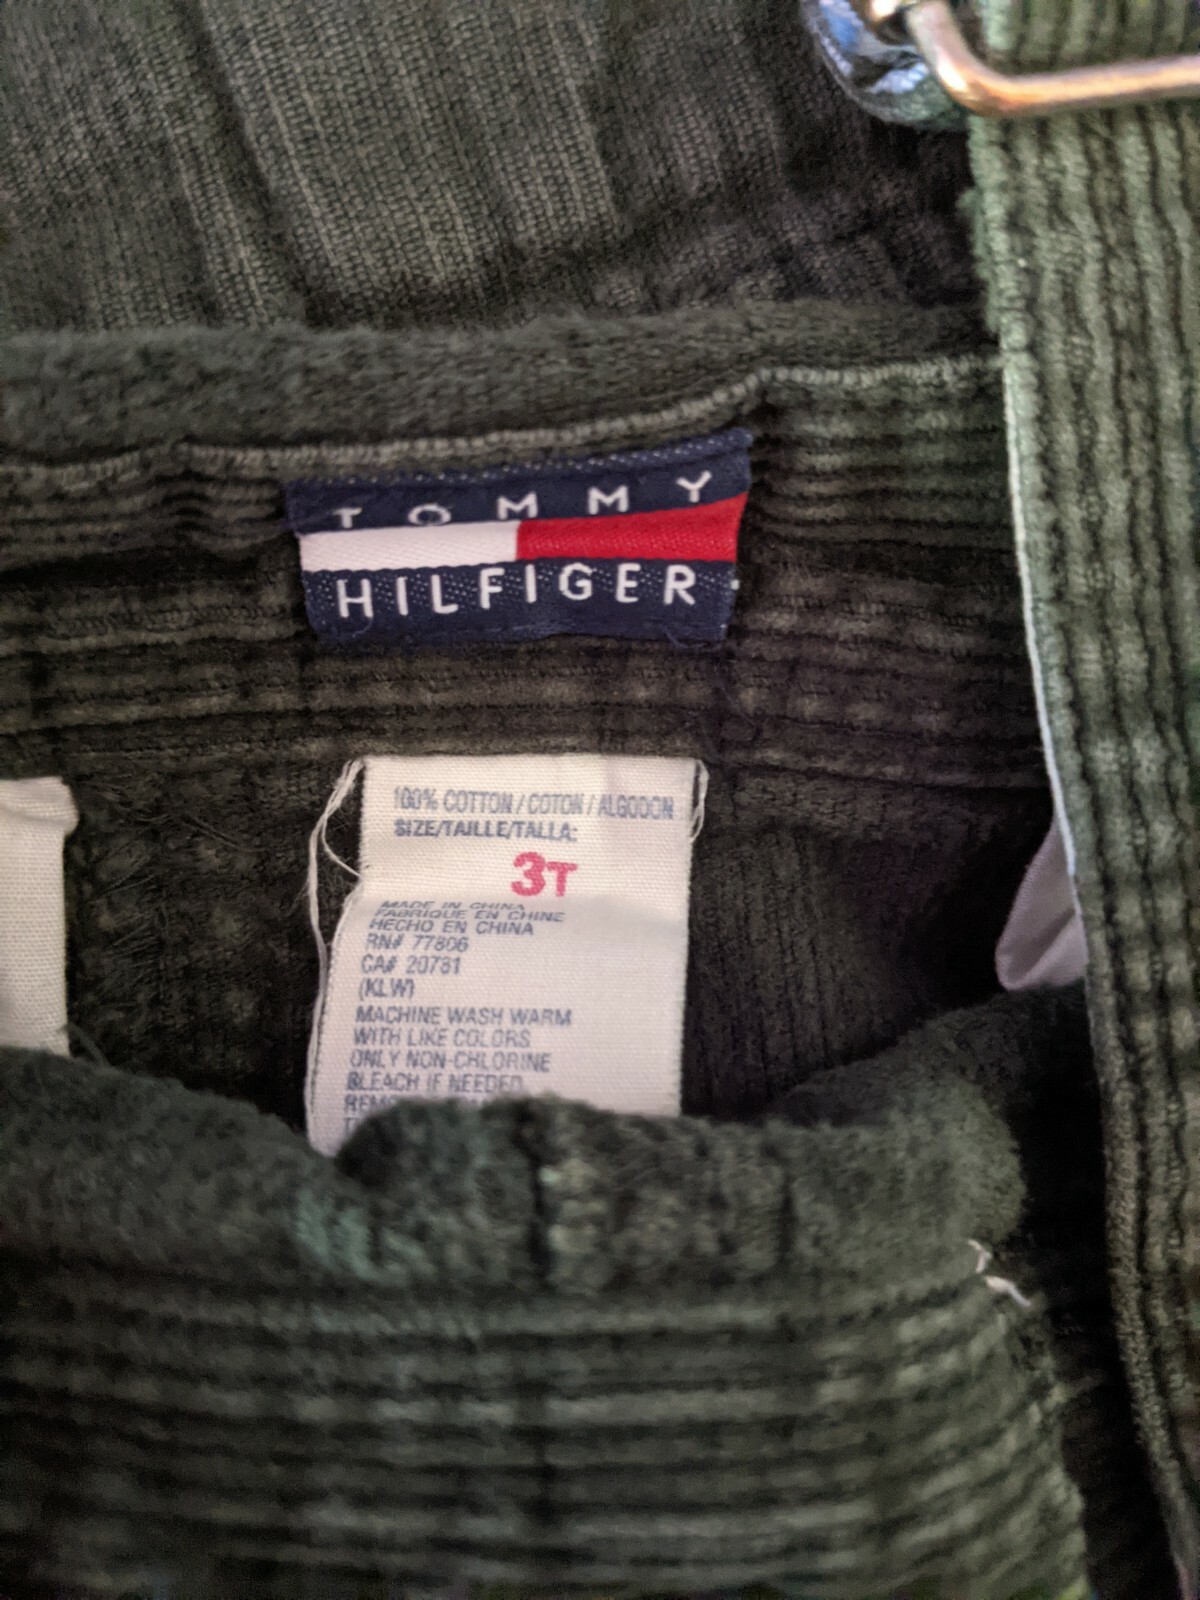 TOMMY
HILFIGER
100% COTTON / COTON / ALGODON
SIZE/TAILLE/TALLA:
3T
MADE IN CHINA
FABRIQUE EN CHINE
HECHO EN CHINA
RN# 77806
CA# 20781
(KLW)
MACHINE WASH WARM
WITH LIKE COLORS
ONLY NON-CHLORINE
BLEACH IF NEEDED